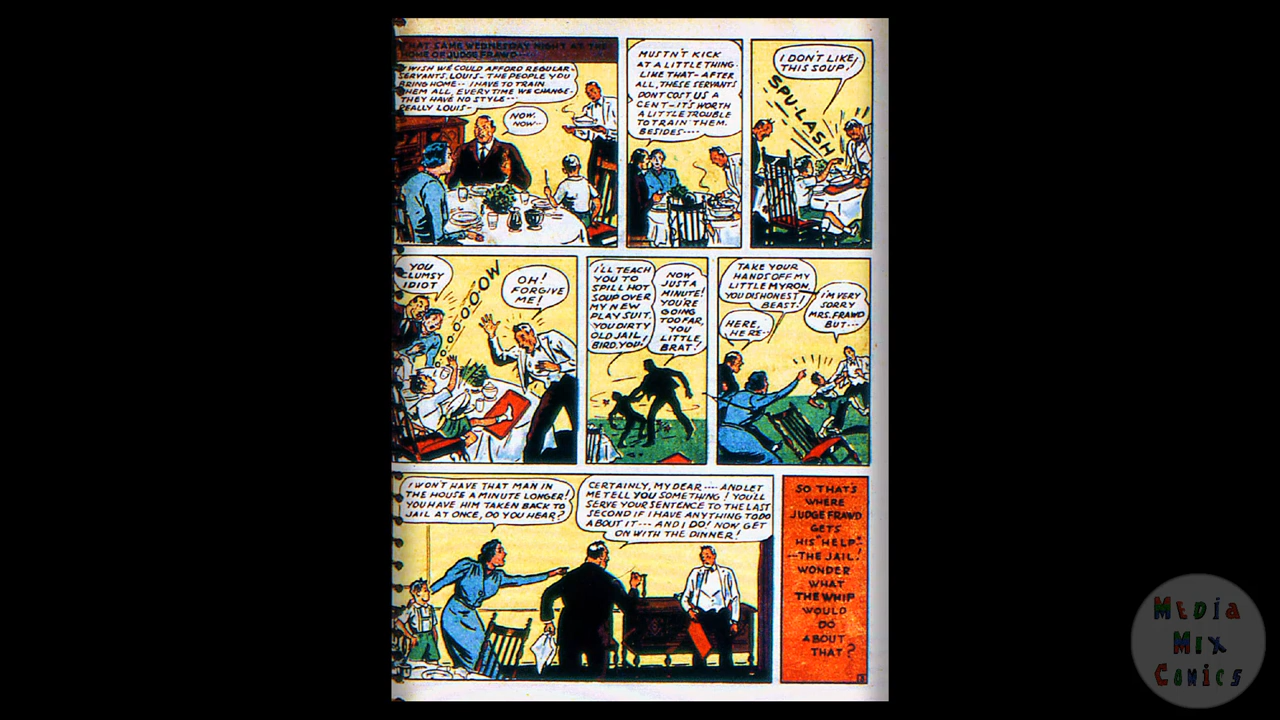 THAT SAME WEDNESDAY NIGHT AT THE
HOME OF JUDGE FRAWD---
I WISH WE COULD AFFORD REGULAR
SERVANTS, LOUIS- THE PEOPLE YOU
BRING HOME-- I HAVE TO TRAIN
THEM ALL, EVERY TIME WE CHANGE-
THEY HAVE NO STYLE---
REALLY LOUIS-
NOW,
NOW--
MUSTN'T KICK
AT A LITTLE THING-
LIKE THAT- AFTER
ALL, THESE SERVANTS
DON'T COST US A
CENT- IT'S WORTH
A LITTLE TROUBLE
TO TRAIN THEM.
BESIDES----
I DON'T LIKE
THIS SOUP!
SPU-LASH
YOU
CLUMSY
IDIOT
OOOOOOW
OH!
FORGIVE
ME!
I'LL TEACH
YOU TO
SPILL HOT
SOUP OVER
MY NEW
PLAY SUIT.
YOU DIRTY
OLD JAIL
BIRD, YOU!
NOW
JUST A
MINUTE!
YOU'RE
GOING
TOO FAR,
YOU
LITTLE
BRAT!
TAKE YOUR
HANDS OFF MY
LITTLE MYRON,
YOU DISHONEST
BEAST!
HERE,
HERE--
I'M VERY
SORRY
MRS. FRAWD
BUT---
I WON'T HAVE THAT MAN IN
THE HOUSE A MINUTE LONGER!
YOU HAVE HIM TAKEN BACK TO
JAIL AT ONCE, DO YOU HEAR?
CERTAINLY, MY DEAR ---- AND LET
ME TELL YOU SOMETHING! YOU'LL
SERVE YOUR SENTENCE TO THE LAST
SECOND IF I HAVE ANYTHING TO DO
ABOUT IT--- AND I DO! NOW GET
ON WITH THE DINNER!
SO THAT'S
WHERE
JUDGE FRAWD
GETS
HIS "HELP"
-THE JAIL!
WONDER
WHAT
THE WHIP
WOULD
DO
ABOUT
THAT?
MEDIA
MIX
COMICS